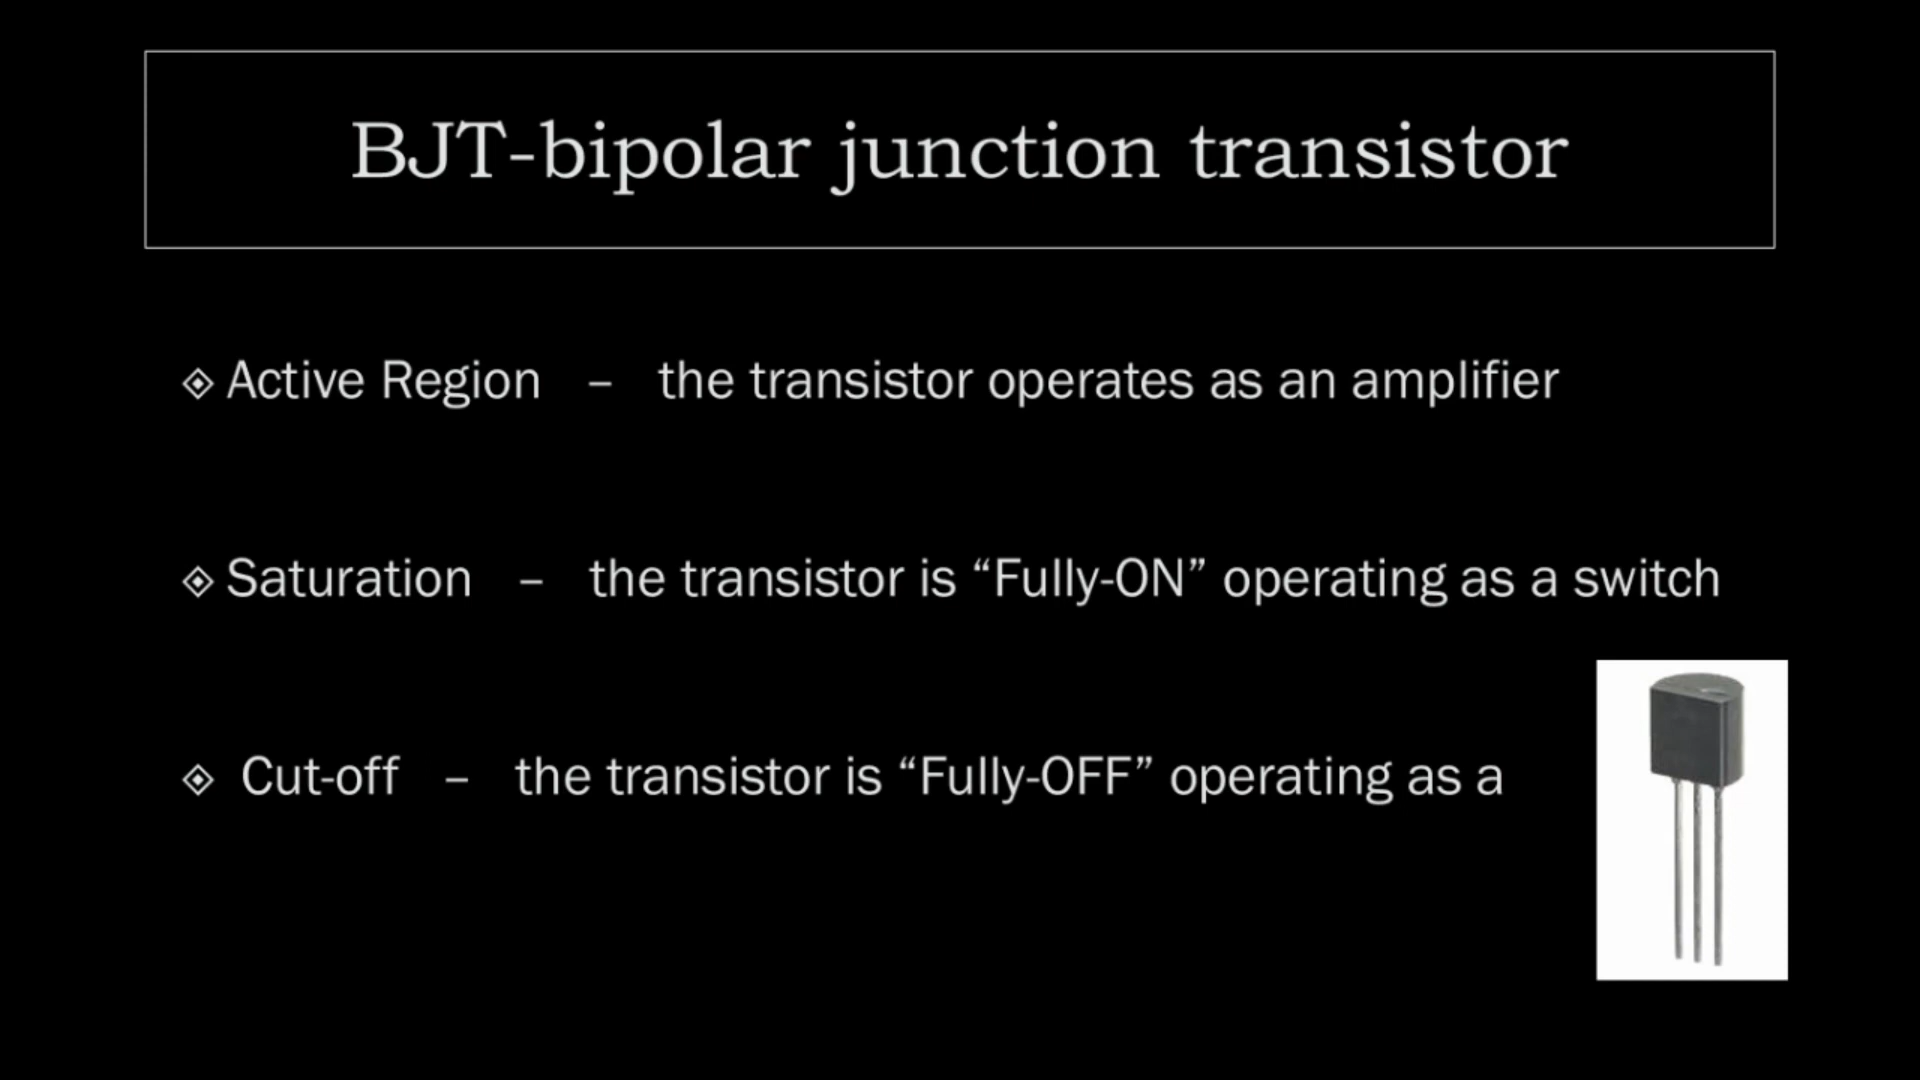 BJT-bipolar junction transistor
Active Region – the transistor operates as an amplifier
Saturation – the transistor is “Fully-ON” operating as a switch
Cut-off – the transistor is “Fully-OFF” operating as a